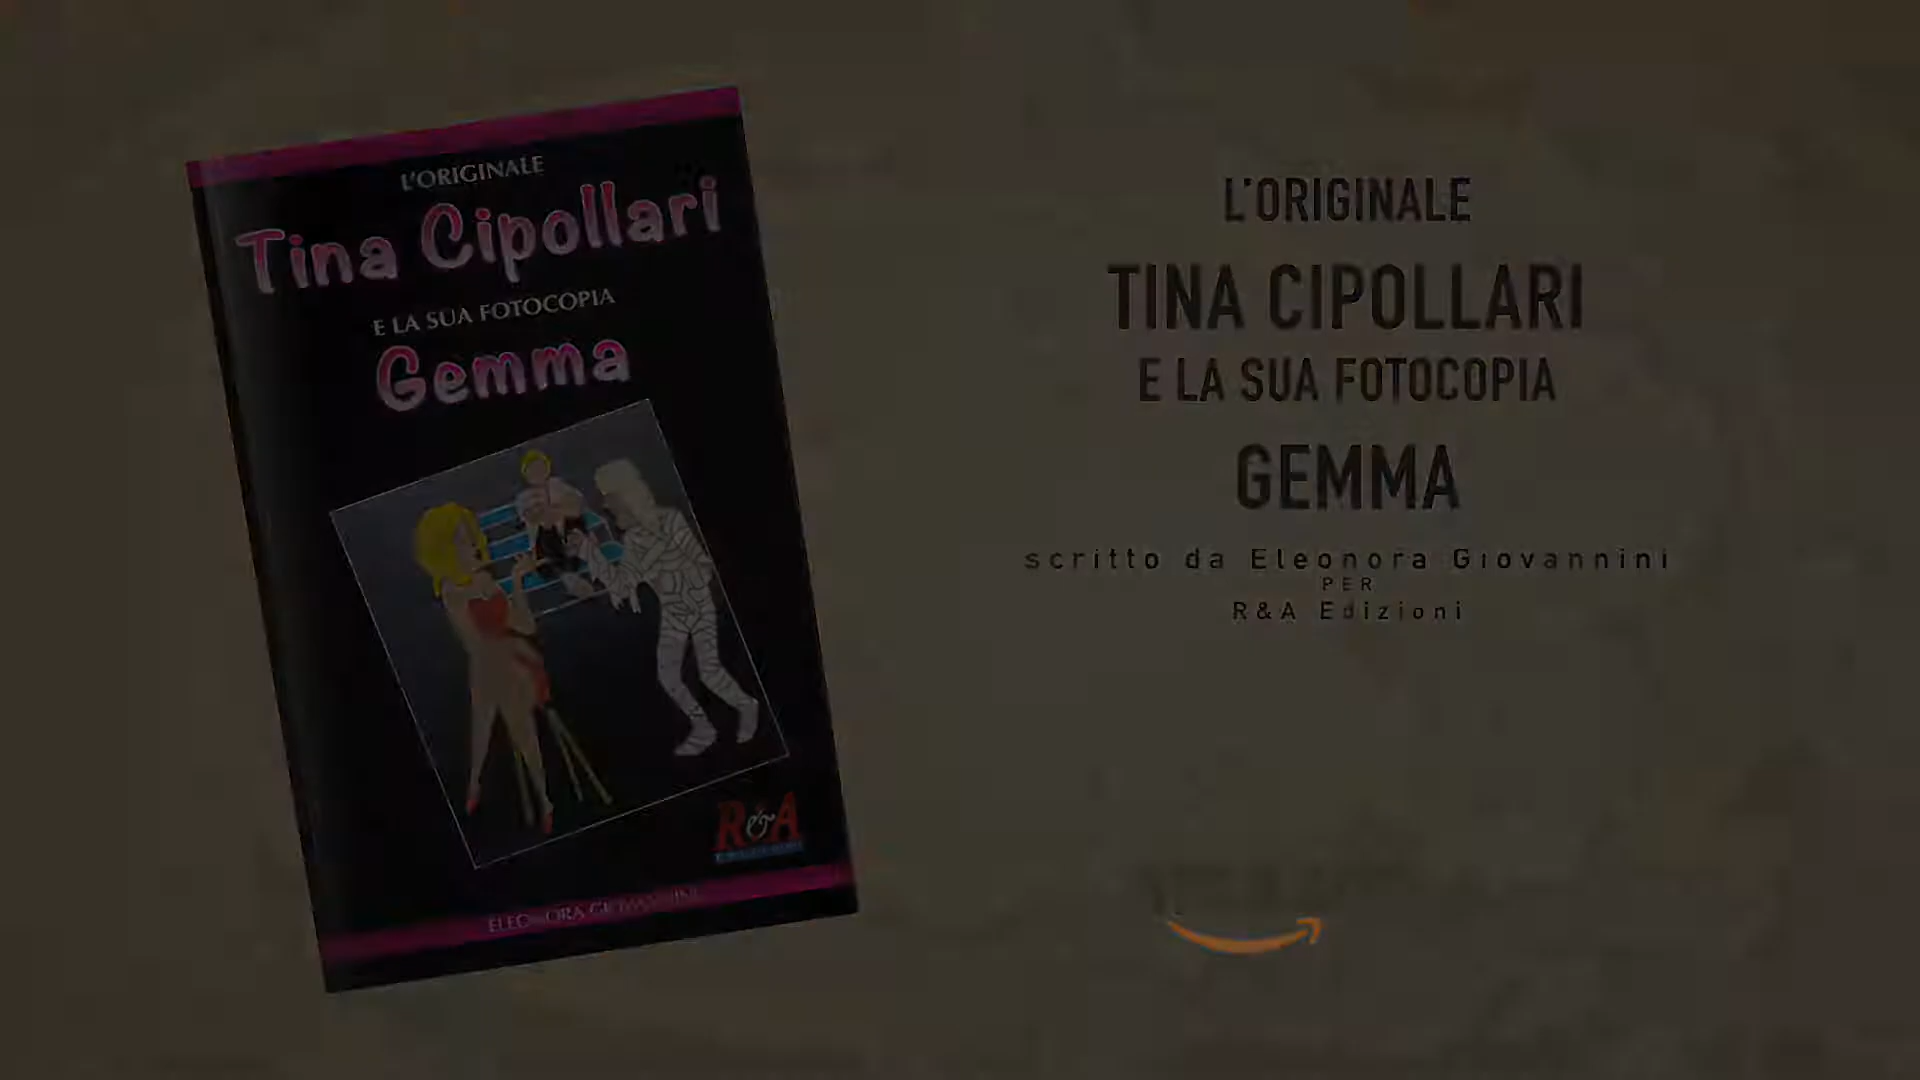 L'ORIGINALE
Tina Cipollari
E LA SUA FOTOCOPIA
Gemma
R&A
L'ORIGINALE
TINA CIPOLLARI
E LA SUA FOTOCOPIA
GEMMA
scritto da Eleonora Giovannini
PER
R&A Edizioni